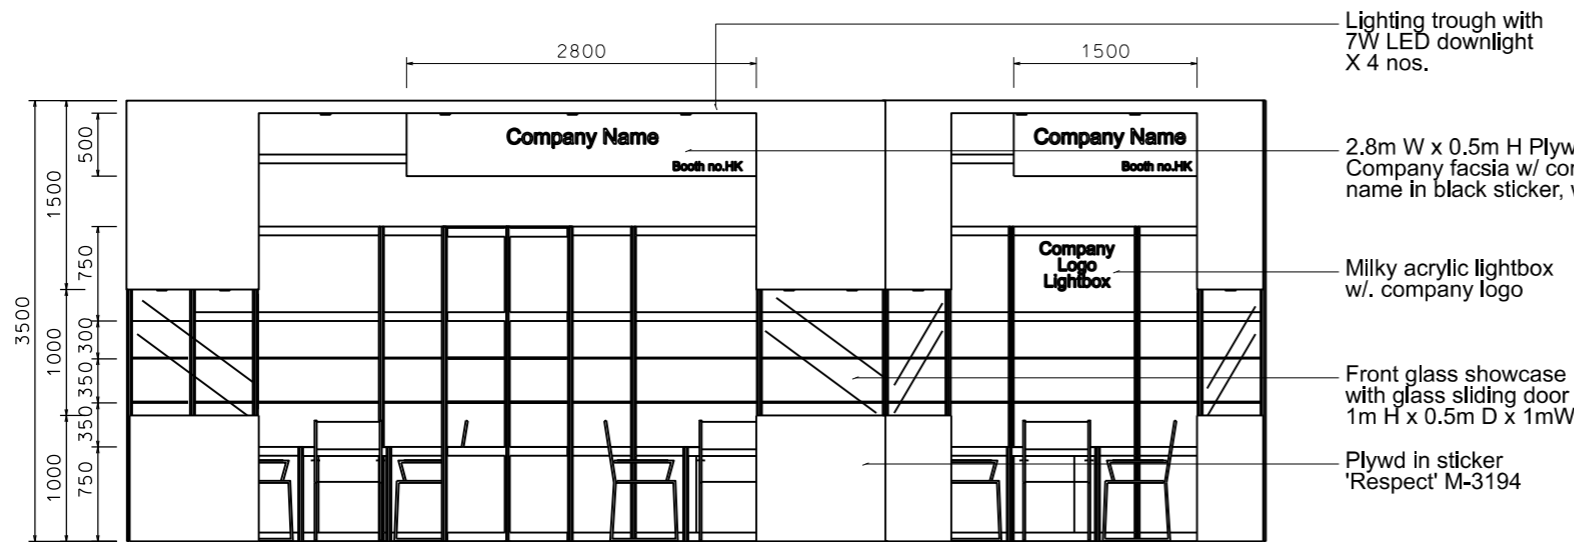 Lighting trough with
7W LED downlight
X 4 nos.
2800
1500
Company Name
Booth no.HK
Company Name
Booth no.HK
2.8m W x 0.5m H
Company facsia w/
name in black sticker,
Company
Logo
Lightbox
Milky acrylic lightbox
w/. company logo
Front glass showcase
with glass sliding door
1m H x 0.5m D x 1mW
Plywd in sticker
'Respect' M-3194
3500
1500
1000
1000
500
750
300
350
350
750